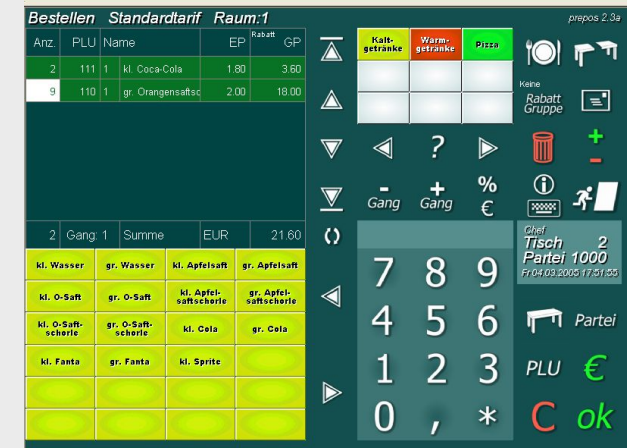 Bestellen Standardtarif Raum:1
prepos 2.3a
Anz. PLU Name EP Rabatt GP
2 111 1 kl. Coca-Cola 1.80 3.60
9 110 1 gr. Orangensaftsc 2.00 18.00
2 Gang: 1 Summe EUR 21.60
Kalt-
getränke
Warm-
getränke
Pizza
Keine
Rabatt
Gruppe
?
+
-
-
Gang
+
Gang
%
€
Chef
Tisch 2
Partei 1000
Fr 04.03.2005 17:51:55
kl. Wasser gr. Wasser kl. Apfelsaft gr. Apfelsaft
kl. O-Saft gr. O-Saft kl. Apfel-
saftschorle gr. Apfel-
saftschorle
kl. O-Saft-
schorle gr. O-Saft-
schorle kl. Cola gr. Cola
kl. Fanta gr. Fanta kl. Sprite
7 8 9
4 5 6
1 2 3
0 , *
Partei
PLU €
C ok